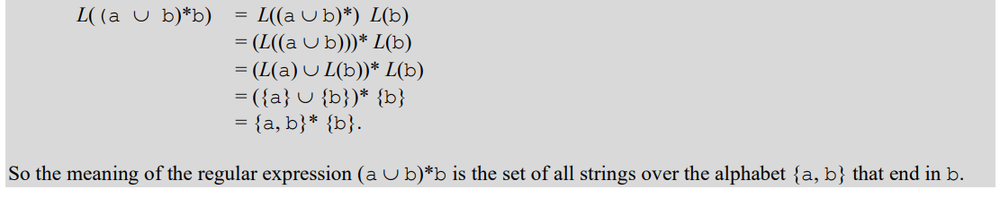 L((a ∪ b)*b) = L((a ∪ b)*) L(b)
= (L((a ∪ b)))* L(b)
= (L(a) ∪ L(b))* L(b)
= ({a} ∪ {b})* {b}
= {a, b}* {b}.
So the meaning of the regular expression (a ∪ b)*b is the set of all strings over the alphabet {a, b} that end in b.